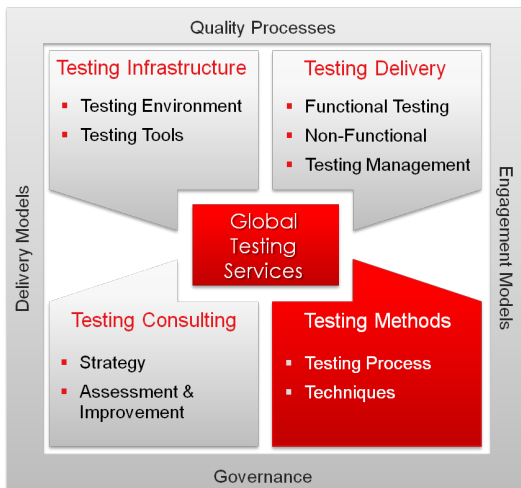 Quality Processes
Testing Infrastructure
Testing Environment
Testing Tools
Testing Delivery
Functional Testing
Non-Functional
Testing Management
Delivery Models
Global
Testing
Services
Engagement Models
Testing Consulting
Strategy
Assessment &
Improvement
Testing Methods
Testing Process
Techniques
Governance